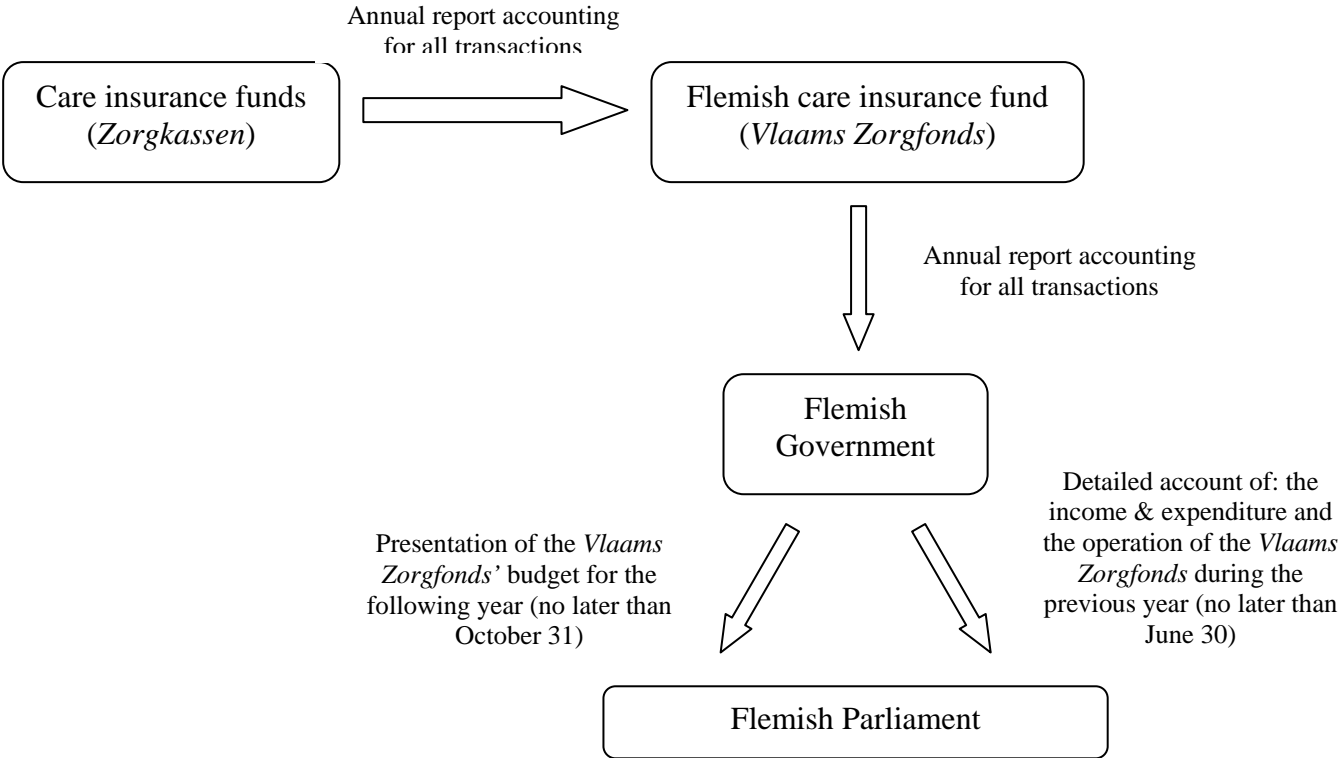 Annual report accounting
for all transactions
Care insurance funds
(Zorgkassen)
Flemish care insurance fund
(Vlaams Zorgfonds)
Annual report accounting
for all transactions
Flemish
Government
Presentation of the Vlaams
Zorgfonds’ budget for the
following year (no later than
October 31)
Detailed account of: the
income & expenditure and
the operation of the Vlaams
Zorgfonds during the
previous year (no later than
June 30)
Flemish Parliament